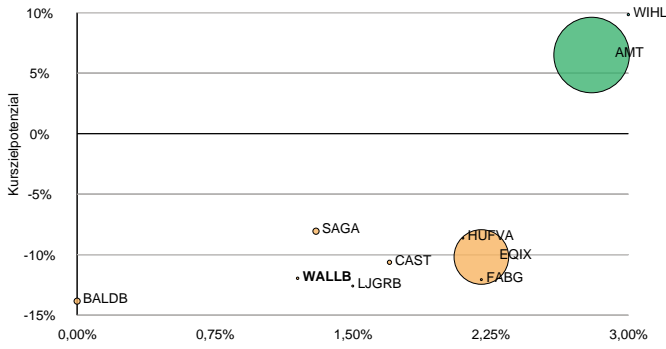 10%
WIHL
AMT
5%
0%
Kurszielpotenzial
-5%
SAGA
HUFVA
-10%
CAST
EQIX
WALLB
LJGRB
FABG
BALDB
-15%
0,00%
0,75%
1,50%
2,25%
3,00%